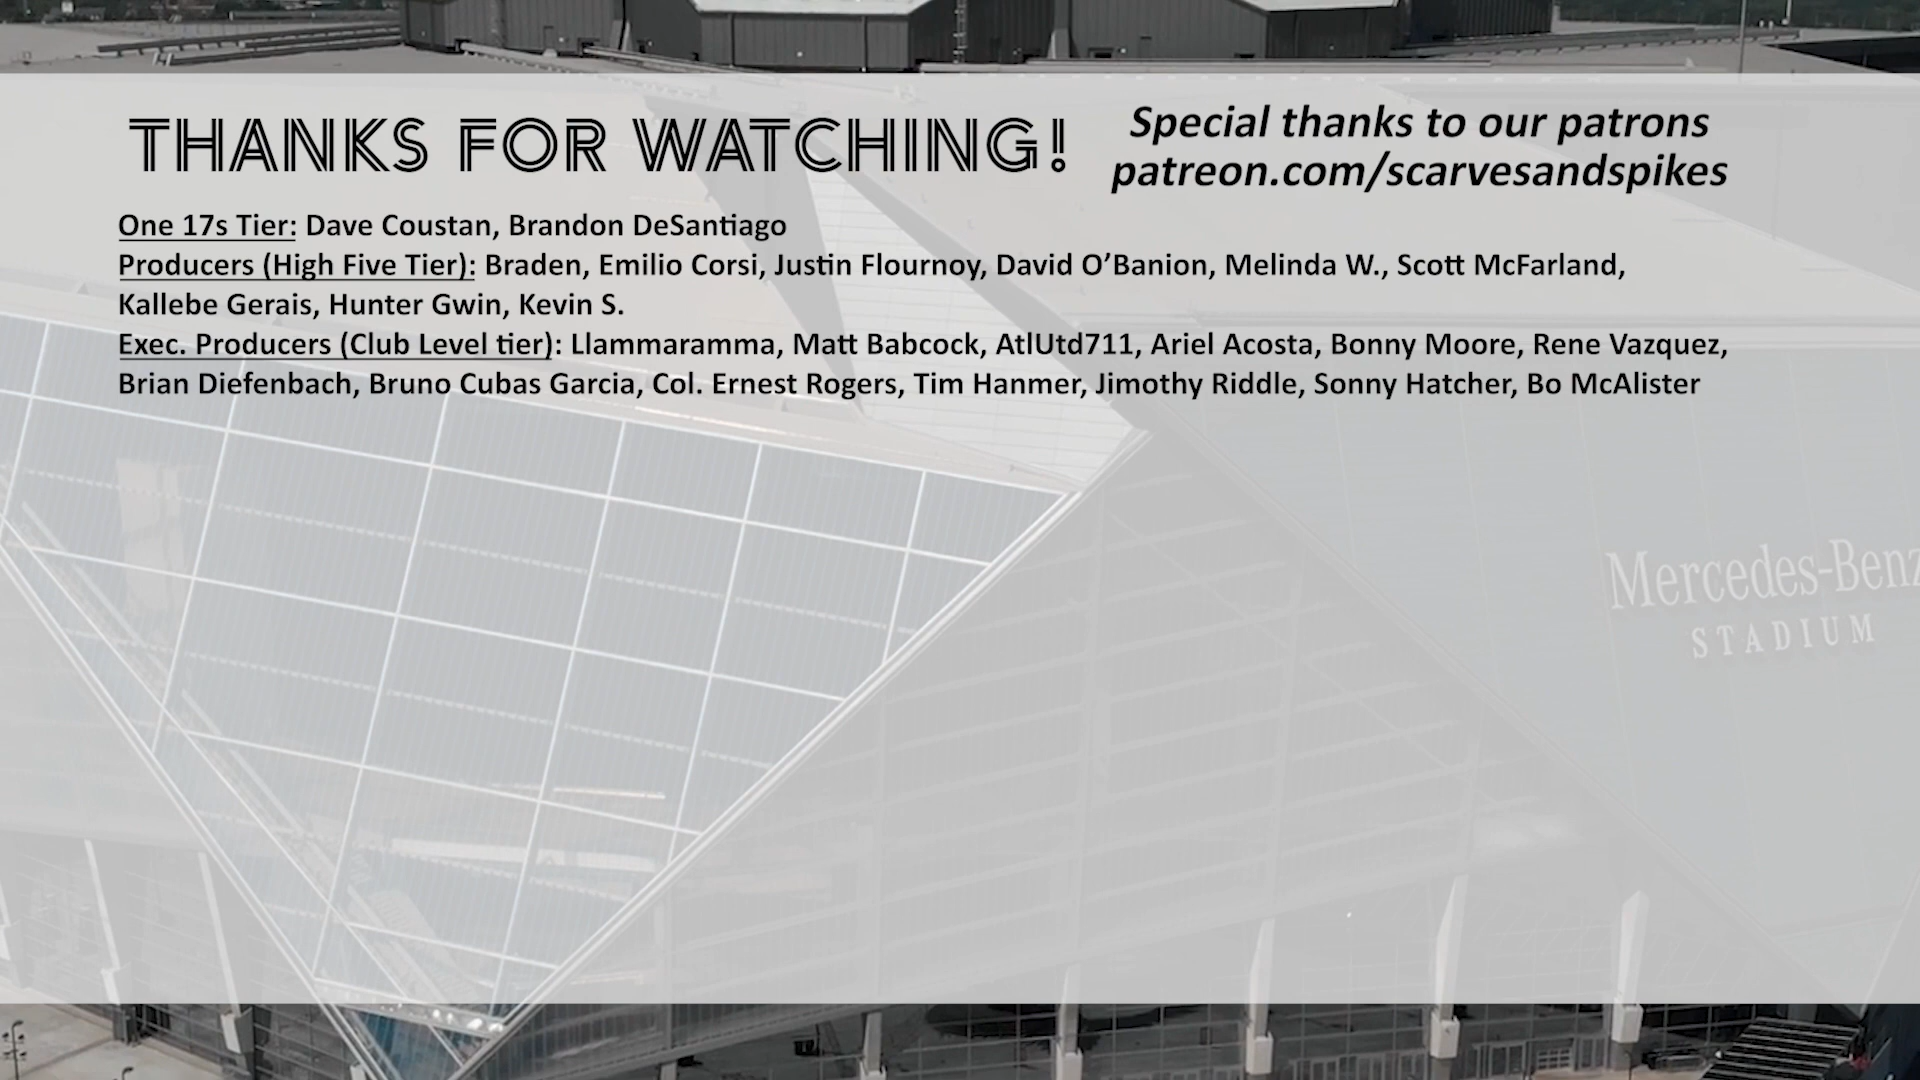 THANKS FOR WATCHING!
Special thanks to our patrons
patreon.com/scarvesandspikes
One 17s Tier: Dave Coustan, Brandon DeSantiago
Producers (High Five Tier): Braden, Emilio Corsi, Justin Flournoy, David O’Banion, Melinda W., Scott McFarland,
Kallebe Gerais, Hunter Gwin, Kevin S.
Exec. Producers (Club Level tier): Llammaramma, Matt Babcock, AtlUtd711, Ariel Acosta, Bonny Moore, Rene Vazquez,
Brian Diefenbach, Bruno Cubas Garcia, Col. Ernest Rogers, Tim Hanmer, Jimothy Riddle, Sonny Hatcher, Bo McAlister
Mercedes-Benz
STADIUM